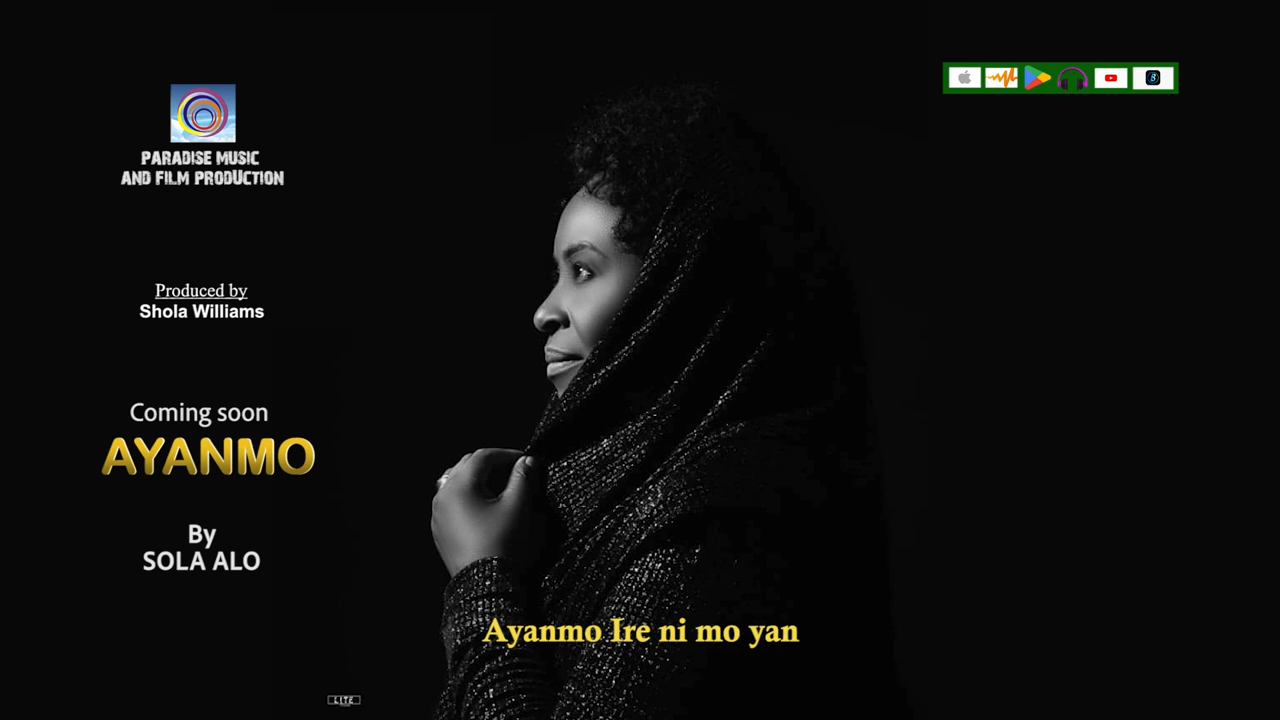 PARADISE MUSIC
AND FILM PRODUCTION
Produced by
Shola Williams
Coming soon
AYANMO
By
SOLA ALO
Ayanmo Ire ni mo yan
LITE